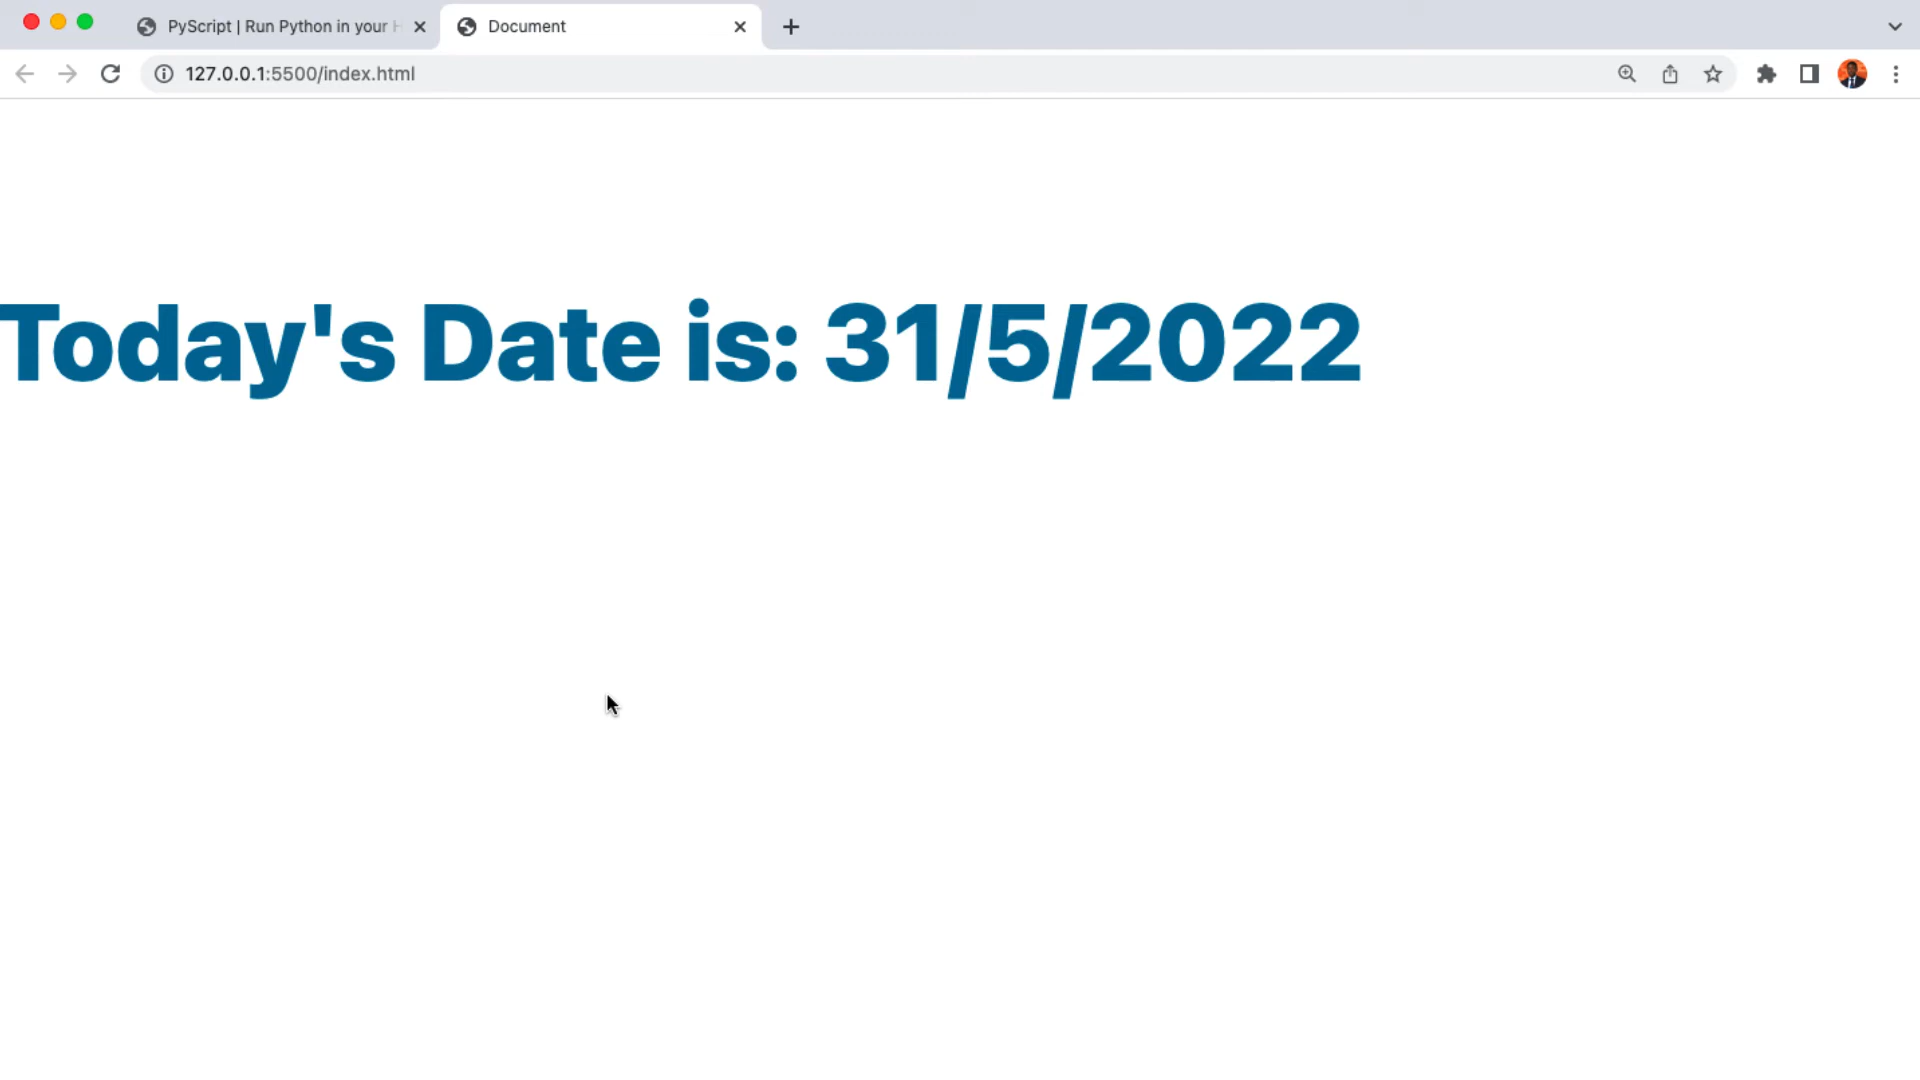 PyScript | Run Python in your H
Document
127.0.0.1:5500/index.html
Today's Date is: 31/5/2022